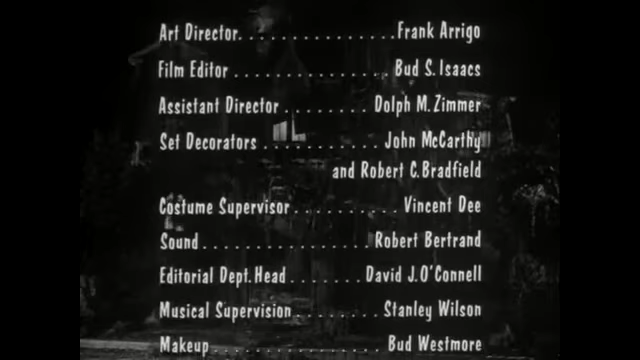 Art Director...............Frank Arrigo
Film Editor..............Bud S. Isaacs
Assistant Director........Dolph M. Zimmer
Set Decorators...........John McCarthy
and Robert C. Bradfield
Costume Supervisor.........Vincent Dee
Sound................Robert Bertrand
Editorial Dept. Head.......David J. O'Connell
Musical Supervision........Stanley Wilson
Makeup................Bud Westmore